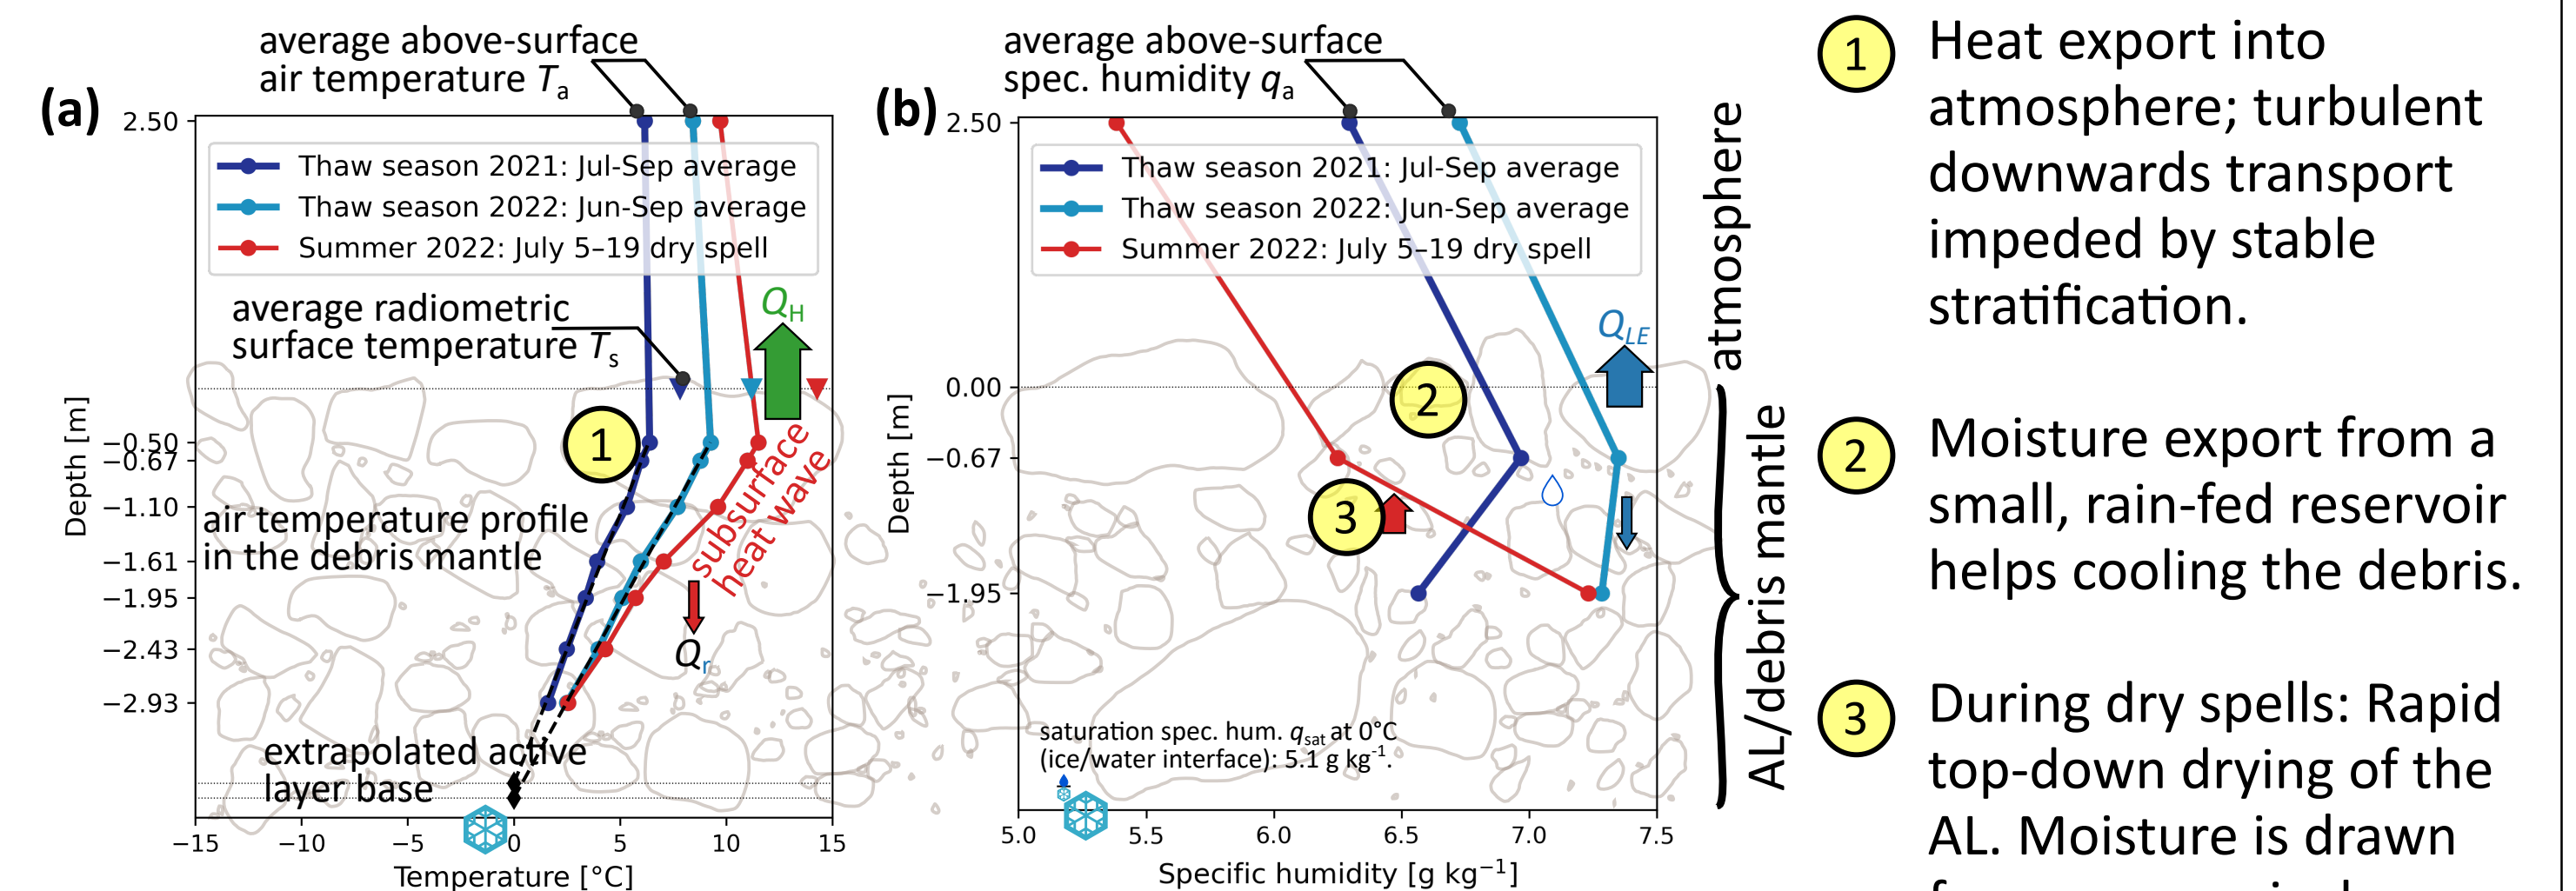 average above-surface
air temperature Ta
(a)
2.50
Thaw season 2021: Jul-Sep average
Thaw season 2022: Jun-Sep average
Summer 2022: July 5–19 dry spell
average radiometric
surface temperature Ts
QH
1
subsurface
heat wave
air temperature profile
in the debris mantle
Qr
extrapolated active
layer base
Depth [m]
−0.50
−0.67
−1.10
−1.61
−1.95
−2.43
−2.93
−15
−10
−5
0
5
10
15
Temperature [°C]
average above-surface
spec. humidity qa
(b)
2.50
Thaw season 2021: Jul-Sep average
Thaw season 2022: Jun-Sep average
Summer 2022: July 5–19 dry spell
QLE
2
3
Depth [m]
0.00
−0.67
−1.95
saturation spec. hum. qsat at 0°C
(ice/water interface): 5.1 g kg-1.
5.0
5.5
6.0
6.5
7.0
7.5
Specific humidity [g kg−1]
atmosphere
AL/debris mantle
1
Heat export into
atmosphere; turbulent
downwards transport
impeded by stable
stratification.
2
Moisture export from a
small, rain-fed reservoir
helps cooling the debris.
3
During dry spells: Rapid
top-down drying of the
AL. Moisture is drawn